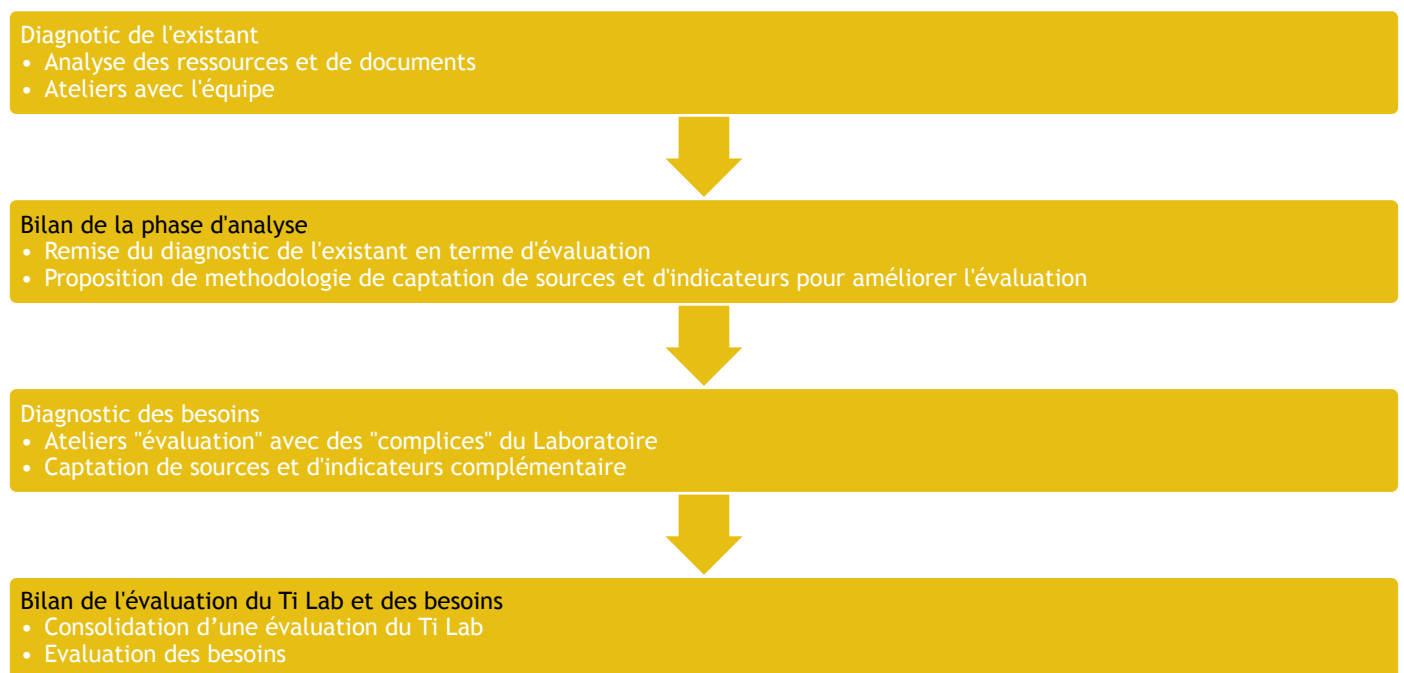 Diagnotic de l'existant
• Analyse des ressources et de documents
• Ateliers avec l'équipe
Bilan de la phase d'analyse
• Remise du diagnostic de l'existant en terme d'évaluation
• Proposition de methodologie de captation de sources et d'indicateurs pour améliorer l'évaluation
Diagnostic des besoins
• Ateliers "évaluation" avec des "complices" du Laboratoire
• Captation de sources et d'indicateurs complémentaire
Bilan de l'évaluation du Ti Lab et des besoins
• Consolidation d’une évaluation du Ti Lab
• Evaluation des besoins